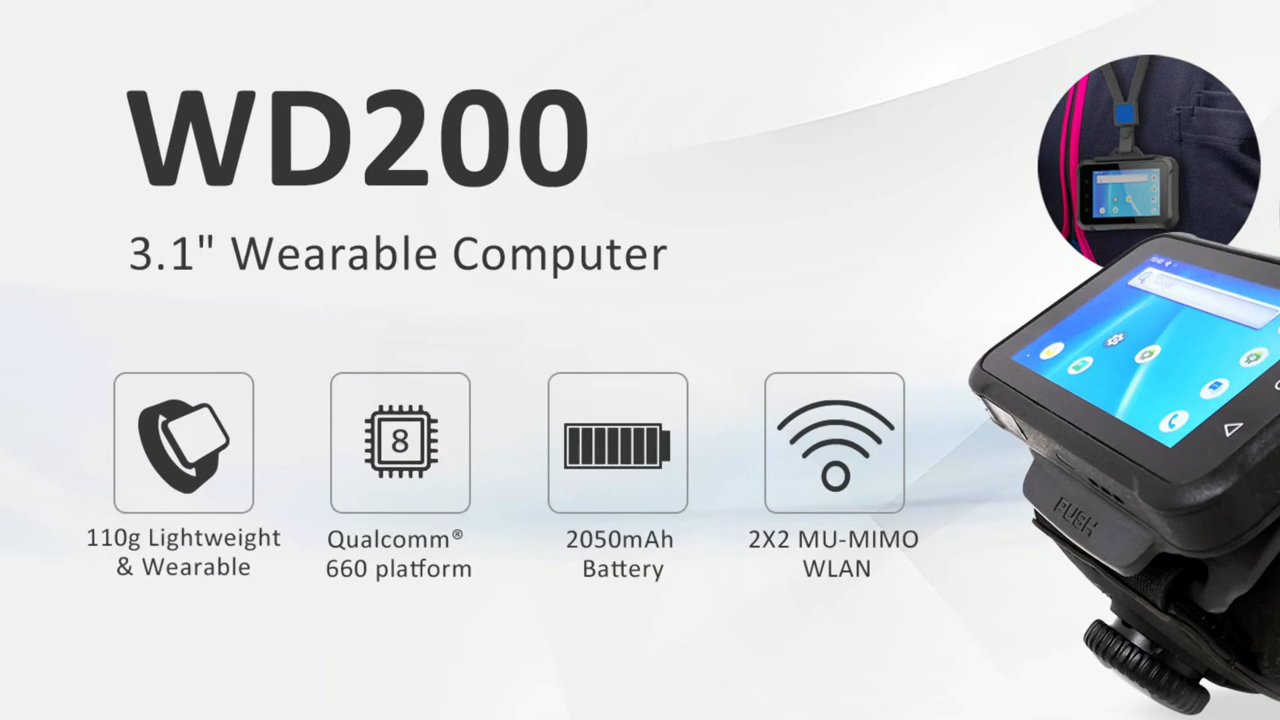 WD200
3.1" Wearable Computer
8
110g Lightweight
& Wearable
Qualcomm®
660 platform
2050mAh
Battery
2X2 MU-MIMO
WLAN
PUSH